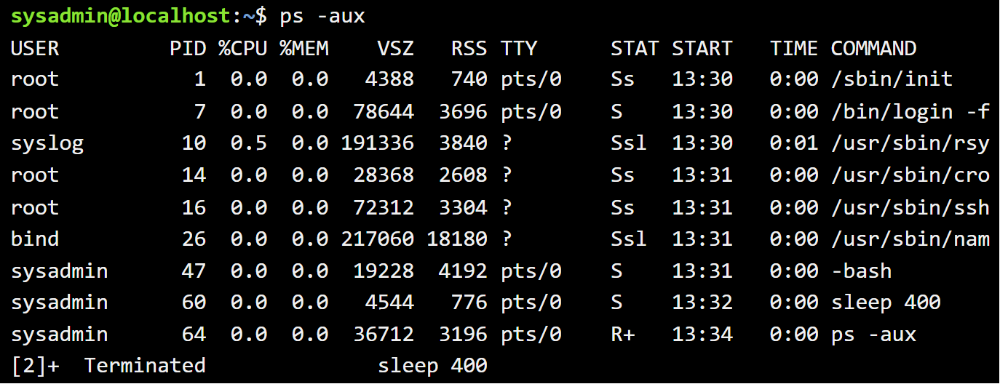 sysadmin@localhost:~$ ps -aux
USER         PID %CPU %MEM    VSZ   RSS TTY      STAT START   TIME COMMAND
root           1  0.0  0.0   4388   740 pts/0    Ss   13:30   0:00 /sbin/init
root           7  0.0  0.0  78644  3696 pts/0    S    13:30   0:00 /bin/login -f
syslog        10  0.5  0.0 191336  3840 ?        Ssl  13:30   0:01 /usr/sbin/rsy
root          14  0.0  0.0  28368  2608 ?        Ss   13:31   0:00 /usr/sbin/cro
root          16  0.0  0.0  72312  3304 ?        Ss   13:31   0:00 /usr/sbin/ssh
bind          26  0.0  0.0 217060 18180 ?        Ssl  13:31   0:00 /usr/sbin/nam
sysadmin      47  0.0  0.0  19228  4192 pts/0    S    13:31   0:00 -bash
sysadmin      60  0.0  0.0   4544   776 pts/0    S    13:32   0:00 sleep 400
sysadmin      64  0.0  0.0  36712  3196 pts/0    R+   13:34   0:00 ps -aux
[2]+  Terminated              sleep 400